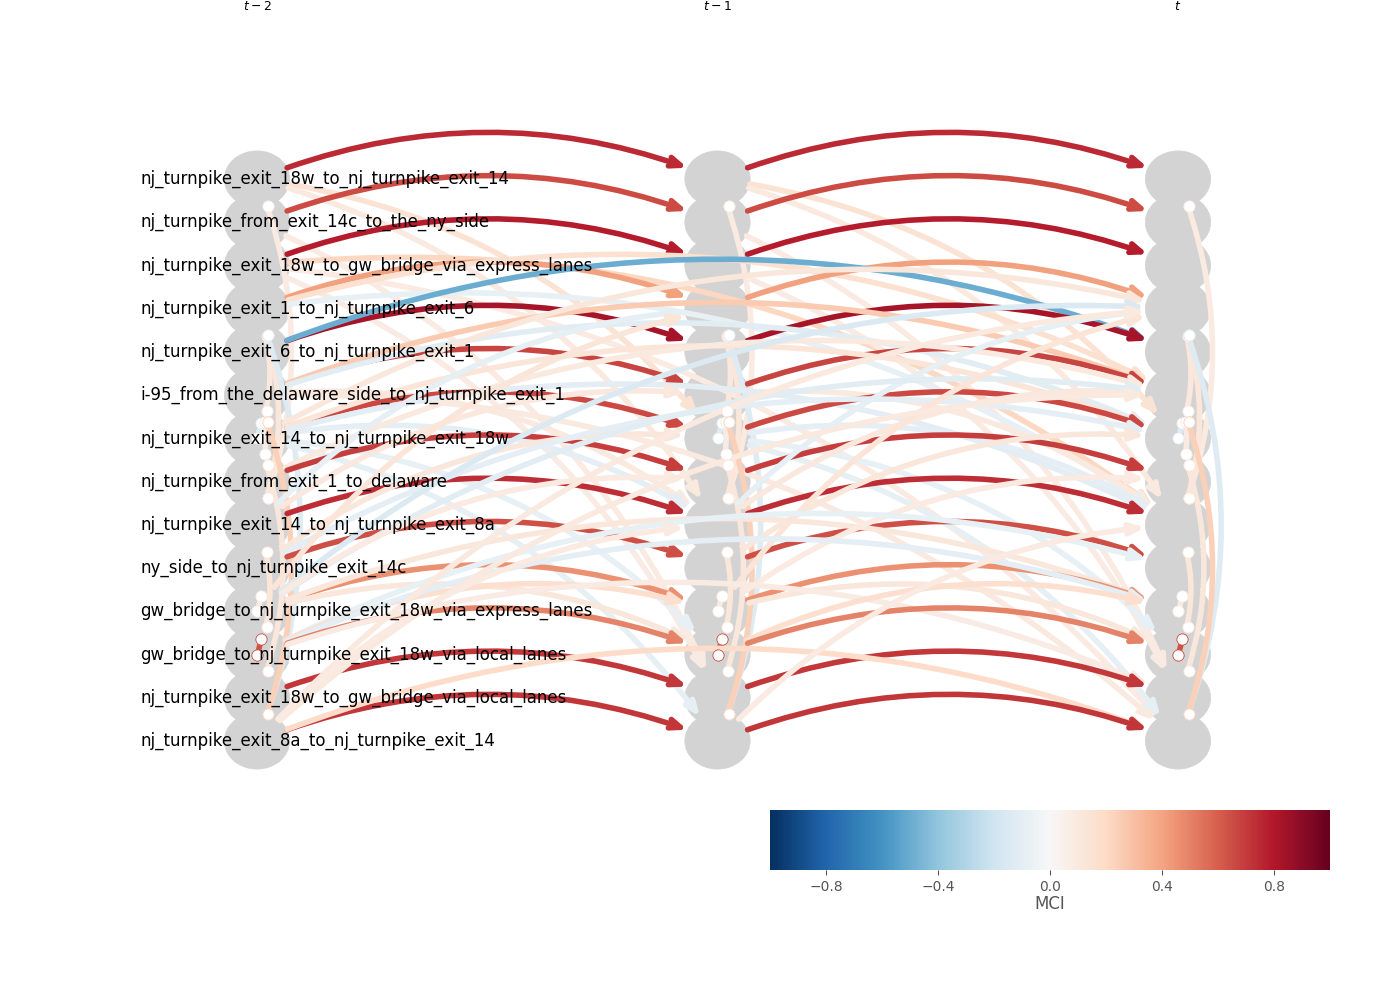 t − 2
t − 1
t
nj_turnpike_exit_18w_to_nj_turnpike_exit_14
nj_turnpike_from_exit_14c_to_the_ny_side
nj_turnpike_exit_18w_to_gw_bridge_via_express_lanes
nj_turnpike_exit_1_to_nj_turnpike_exit_6
nj_turnpike_exit_6_to_nj_turnpike_exit_1
i-95_from_the_delaware_side_to_nj_turnpike_exit_1
nj_turnpike_exit_14_to_nj_turnpike_exit_18w
nj_turnpike_from_exit_1_to_delaware
nj_turnpike_exit_14_to_nj_turnpike_exit_8a
ny_side_to_nj_turnpike_exit_14c
gw_bridge_to_nj_turnpike_exit_18w_via_express_lanes
gw_bridge_to_nj_turnpike_exit_18w_via_local_lanes
nj_turnpike_exit_18w_to_gw_bridge_via_local_lanes
nj_turnpike_exit_8a_to_nj_turnpike_exit_14
−0.8
−0.4
0.0
0.4
0.8
MCI